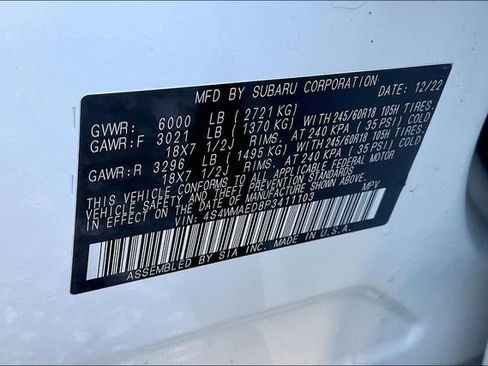 MFD BY SUBARU CORPORATION DATE: 12/22
GVWR: 6000 LB ( 2721 KG)
GAWR:F 3021 LB ( 1370 KG) WITH 245/60R18 105H TIRES.
18X7 1/2J RIMS. AT 240 KPA ( 35 PSI) COLD
GAWR:R 3296 LB ( 1495 KG) WITH 245/60R18 105H TIRES.
18X7 1/2J RIMS. AT 240 KPA ( 35 PSI) COLD
THIS VEHICLE CONFORMS TO ALL APPLICABLE FEDERAL MOTOR
VEHICLE SAFETY STANDARDS
IN EFFECT ON THE DATE OF MANUFACTURE SHOWN ABOVE.
VIN: 4S4WMAED8P3411103 MPV
ASSEMBLED BY SIA INC. MADE IN U.S.A.